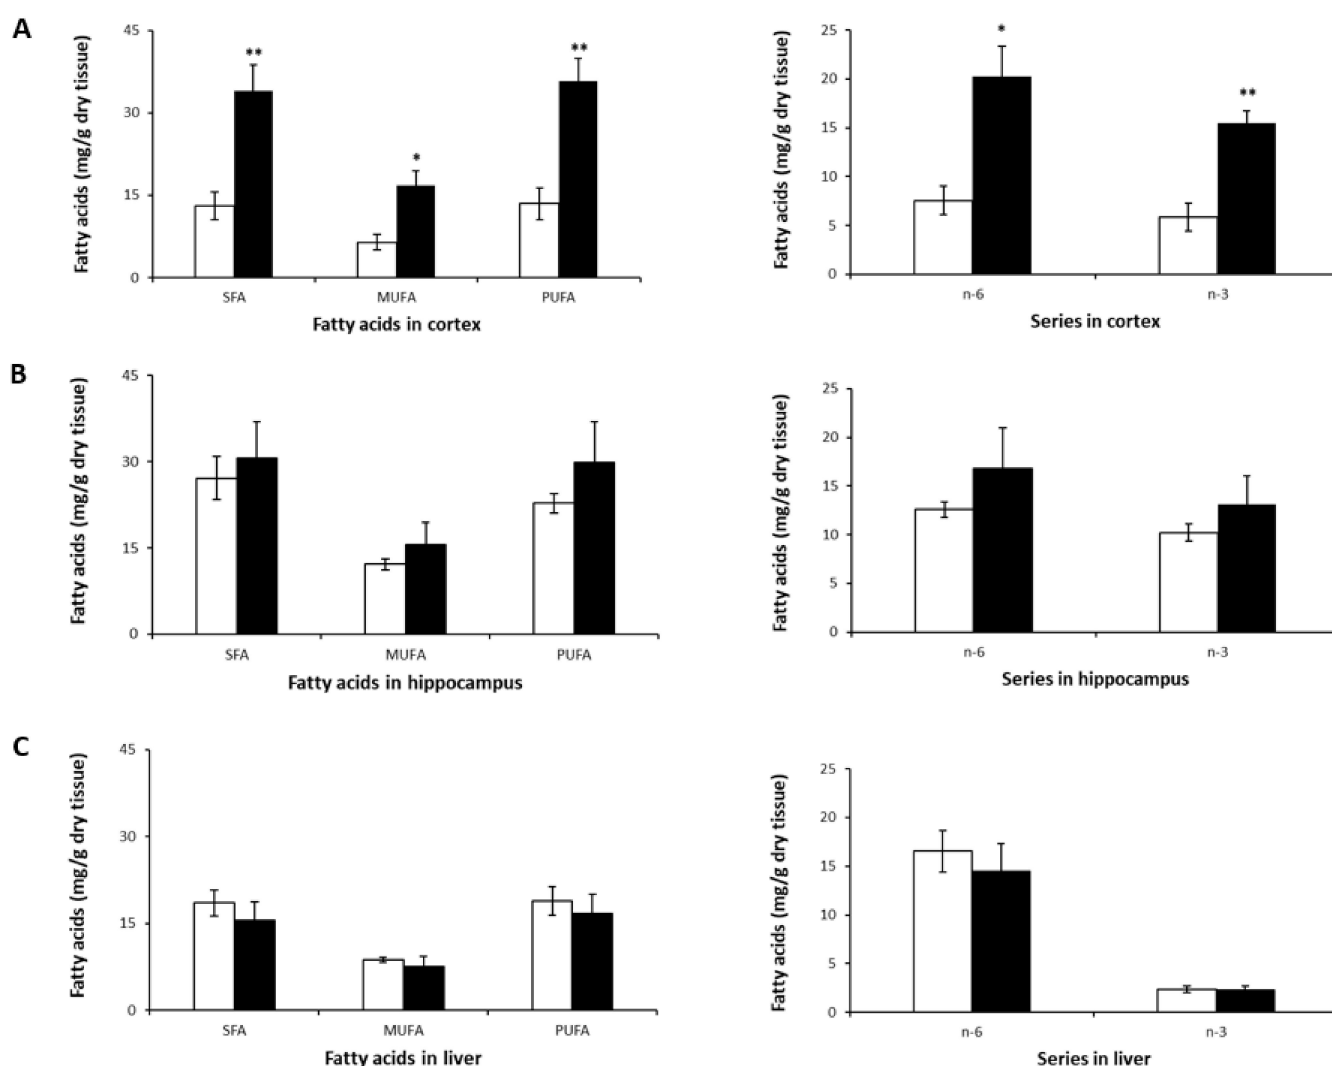 A
Fatty acids (mg/g dry tissue)
45
30
15
0
**
*
**
SFA
MUFA
PUFA
Fatty acids in cortex
Fatty acids (mg/g dry tissue)
25
20
15
10
5
0
*
**
n-6
n-3
Series in cortex
B
Fatty acids (mg/g dry tissue)
45
30
15
0
SFA
MUFA
PUFA
Fatty acids in hippocampus
Fatty acids (mg/g dry tissue)
25
20
15
10
5
0
n-6
n-3
Series in hippocampus
C
Fatty acids (mg/g dry tissue)
45
30
15
0
SFA
MUFA
PUFA
Fatty acids in liver
Fatty acids (mg/g dry tissue)
25
20
15
10
5
0
n-6
n-3
Series in liver